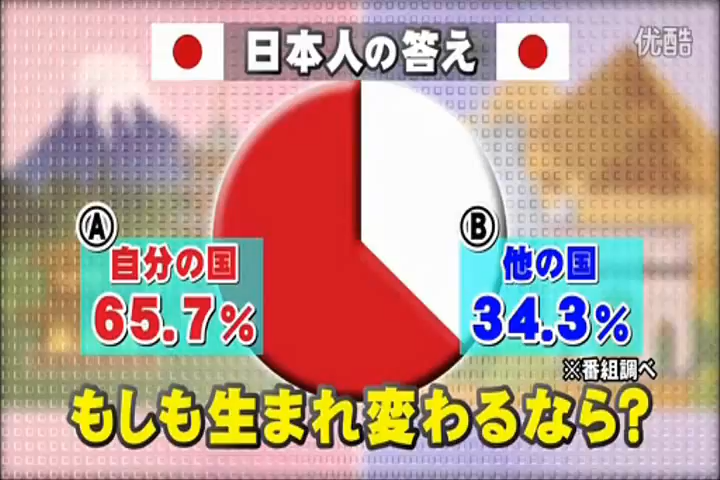 日本人の答え
优酷
A
自分の国
65.7%
B
他の国
34.3%
※番組調べ
もしも生まれ変わるなら?